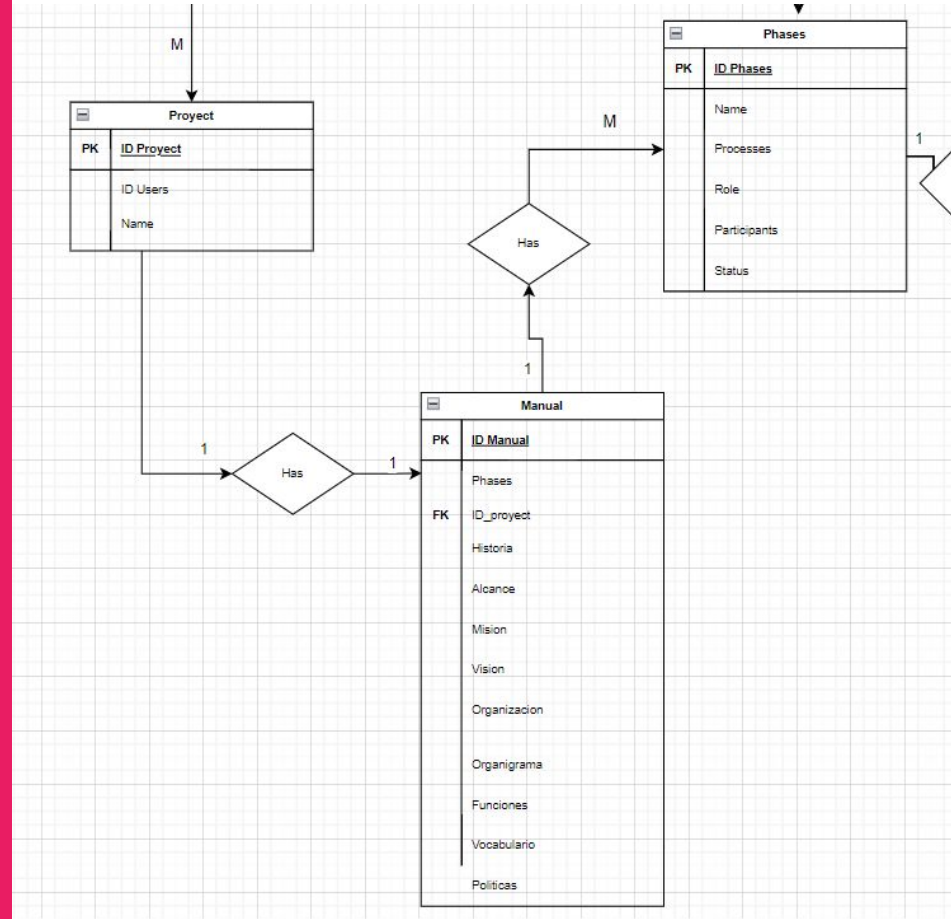 M
Proyect
PK ID Proyect
ID Users
Name
Phases
PK ID Phases
Name
Processes
Role
Participants
Status
M
1
Has
1
1
Has
1
Manual
PK ID Manual
Phases
FK ID_proyect
Historia
Alcance
Mision
Vision
Organizacion
Organigrama
Funciones
Vocabulario
Politicas